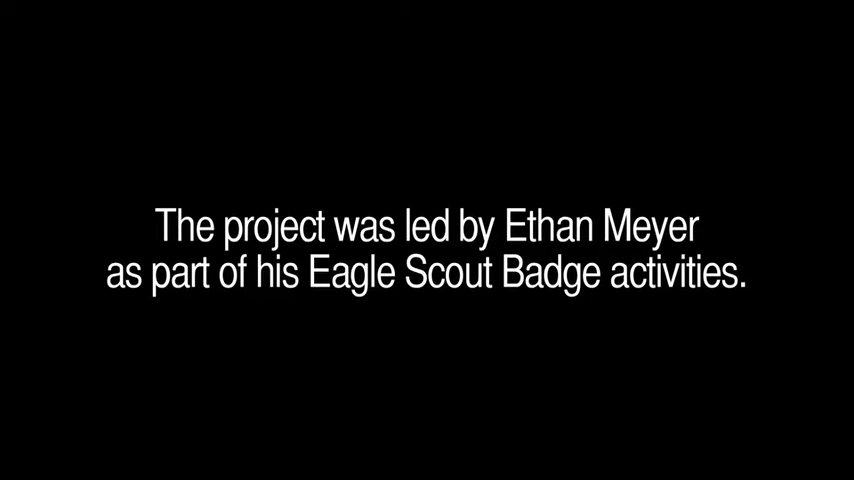 The project was led by Ethan Meyer
as part of his Eagle Scout Badge activities.